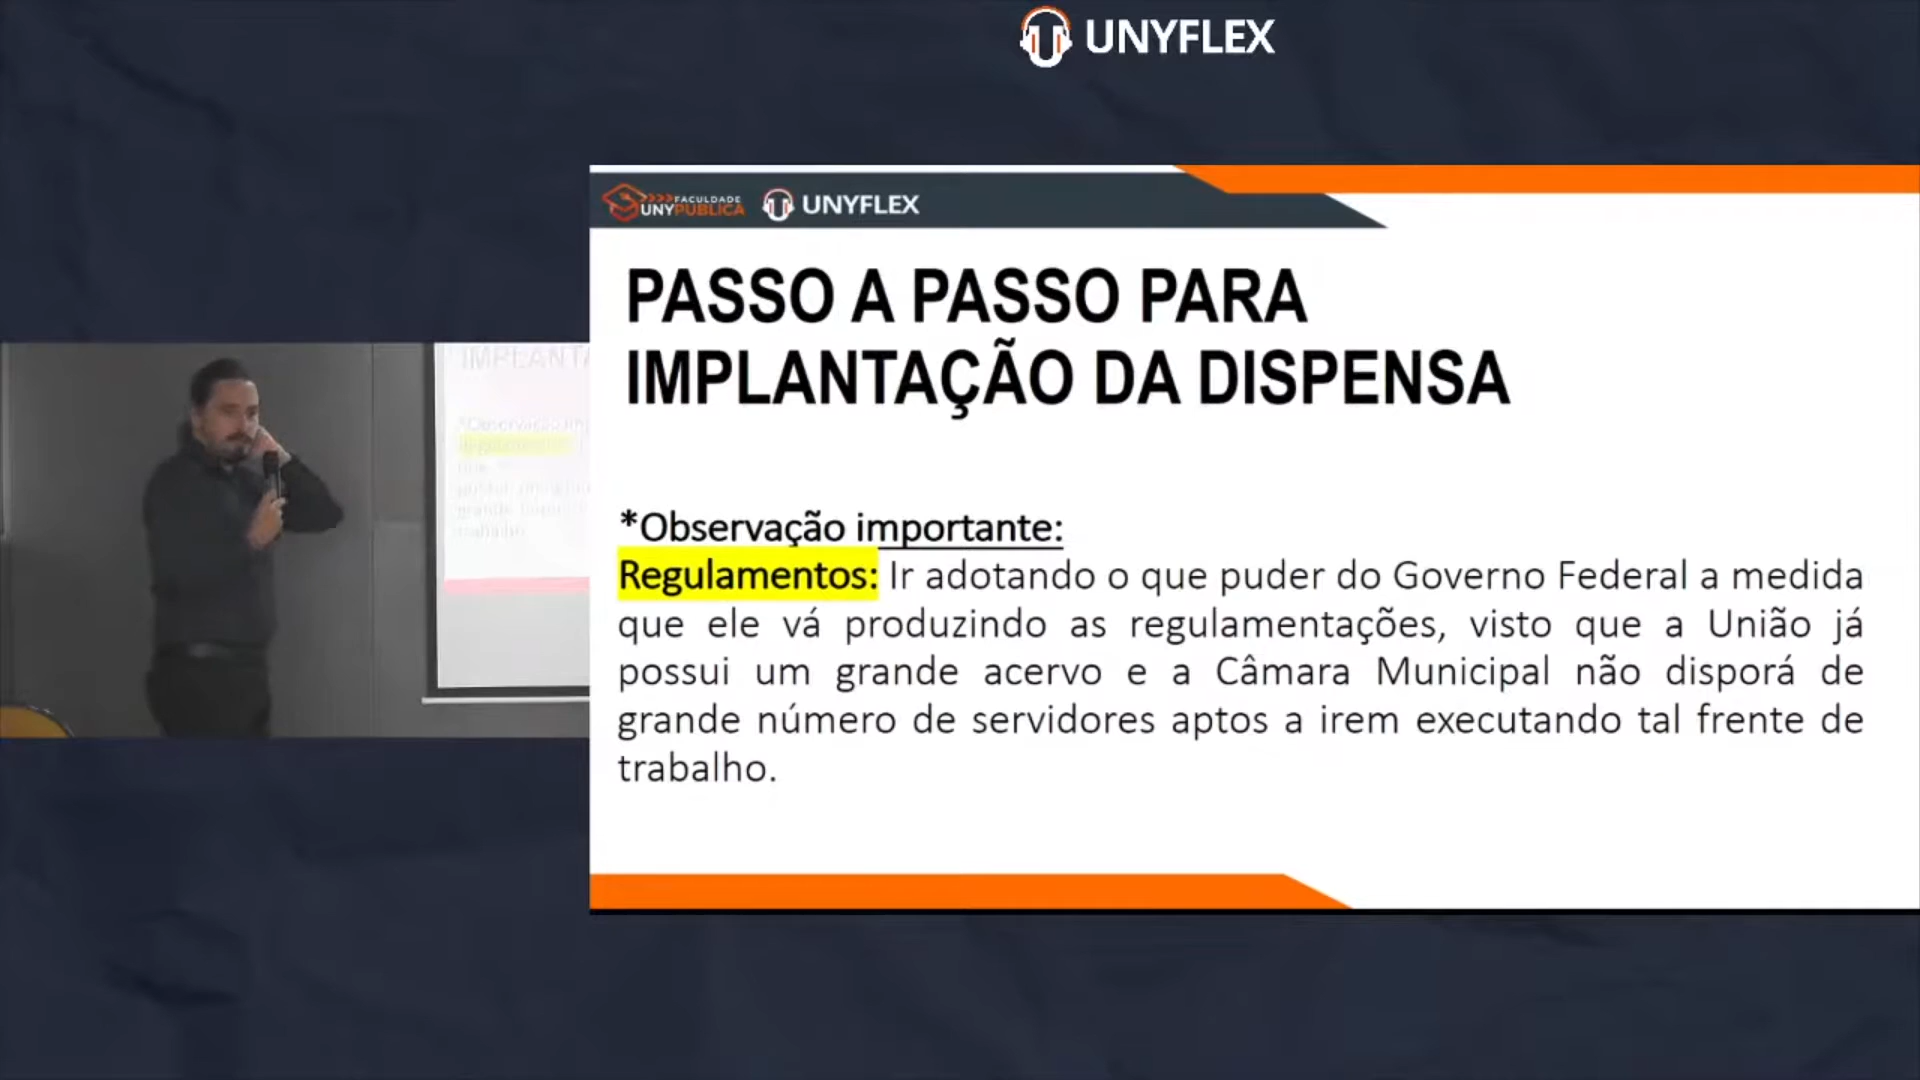 UNYFLEX
FACULDADE
UNYPÚBLICA
UNYFLEX
PASSO A PASSO PARA
IMPLANTAÇÃO DA DISPENSA
IMPLANTA
*Observação importante:
Regulamentos: Ir adotando o que puder do Governo Federal a medida
que ele vá produzindo as regulamentações, visto que a União já
possui um grande acervo e a Câmara Municipal não disporá de
grande número de servidores aptos a irem executando tal frente de
trabalho.